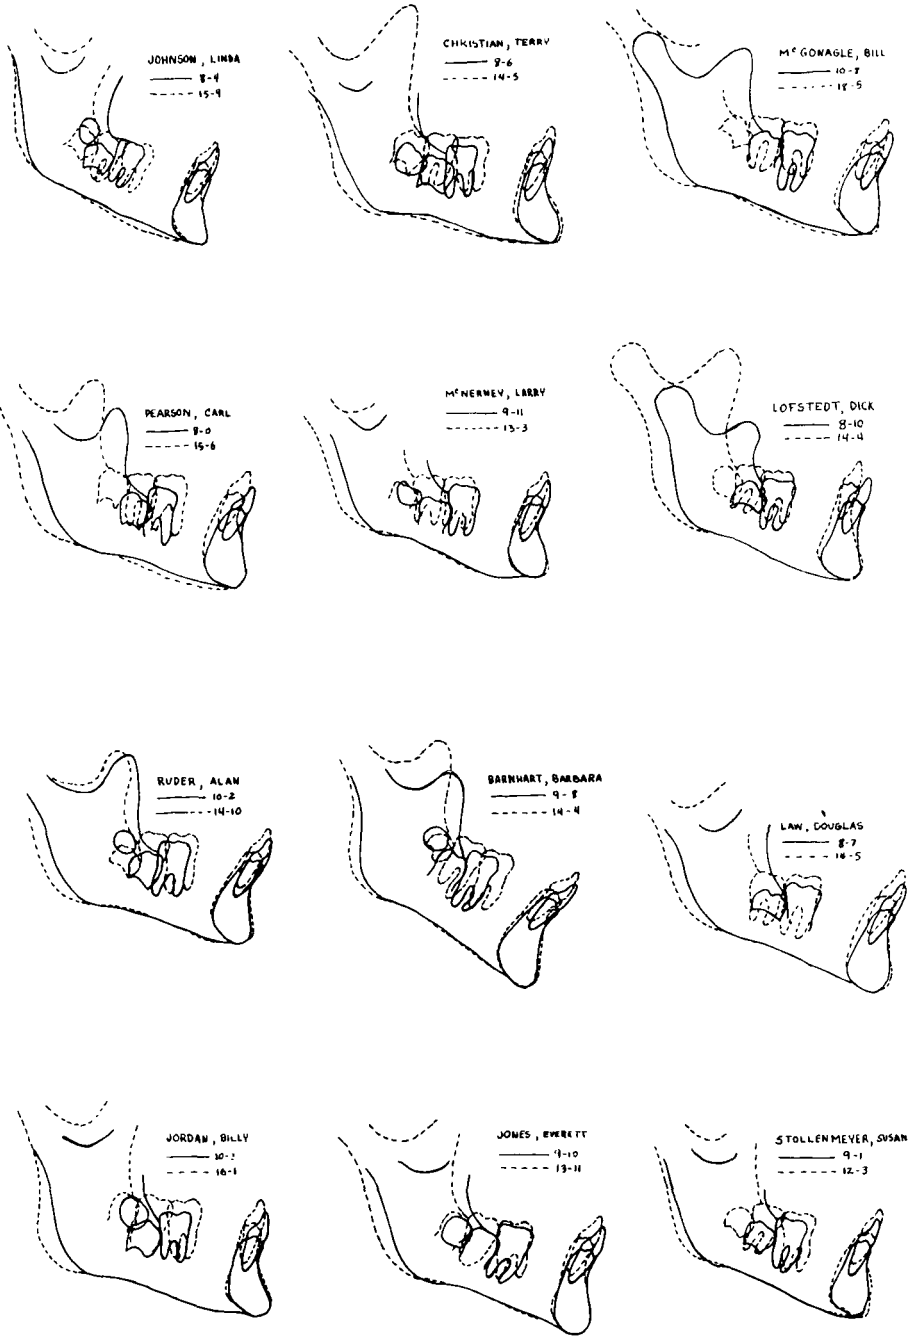 JOHNSON, LINDA
8-4
15-9
CHRISTIAN, TERRY
8-6
14-5
McGONAGLE, BILL
10-8
18-5
PEARSON, CARL
8-0
15-6
McNERNEY, LARRY
9-11
13-3
LOFSTEDT, DICK
8-10
14-4
RUDER, ALAN
10-2
14-10
BARNHART, BARBARA
9-8
14-4
LAW, DOUGLAS
8-7
JORDAN, BILLY
16-1
JONES, EVERETT
9-10
13-11
STOLLENMEYER, SUSAN
9-1
12-3